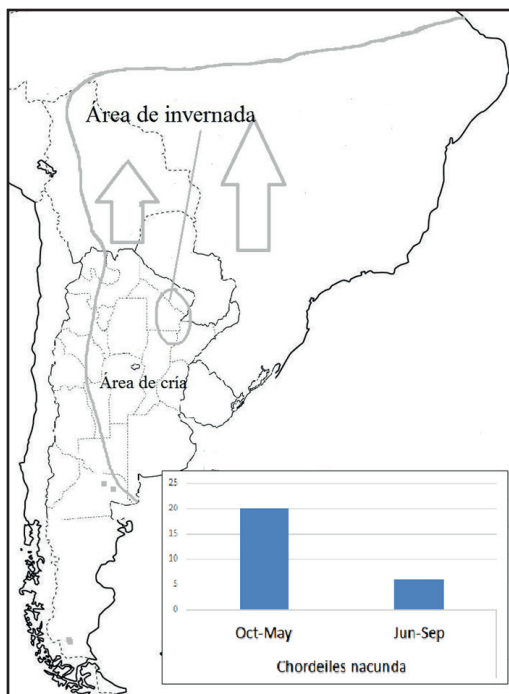 Área de invernada
Área de cría
25
20
15
10
5
0
Oct-May Jun-Sep
Chordeiles nacunda